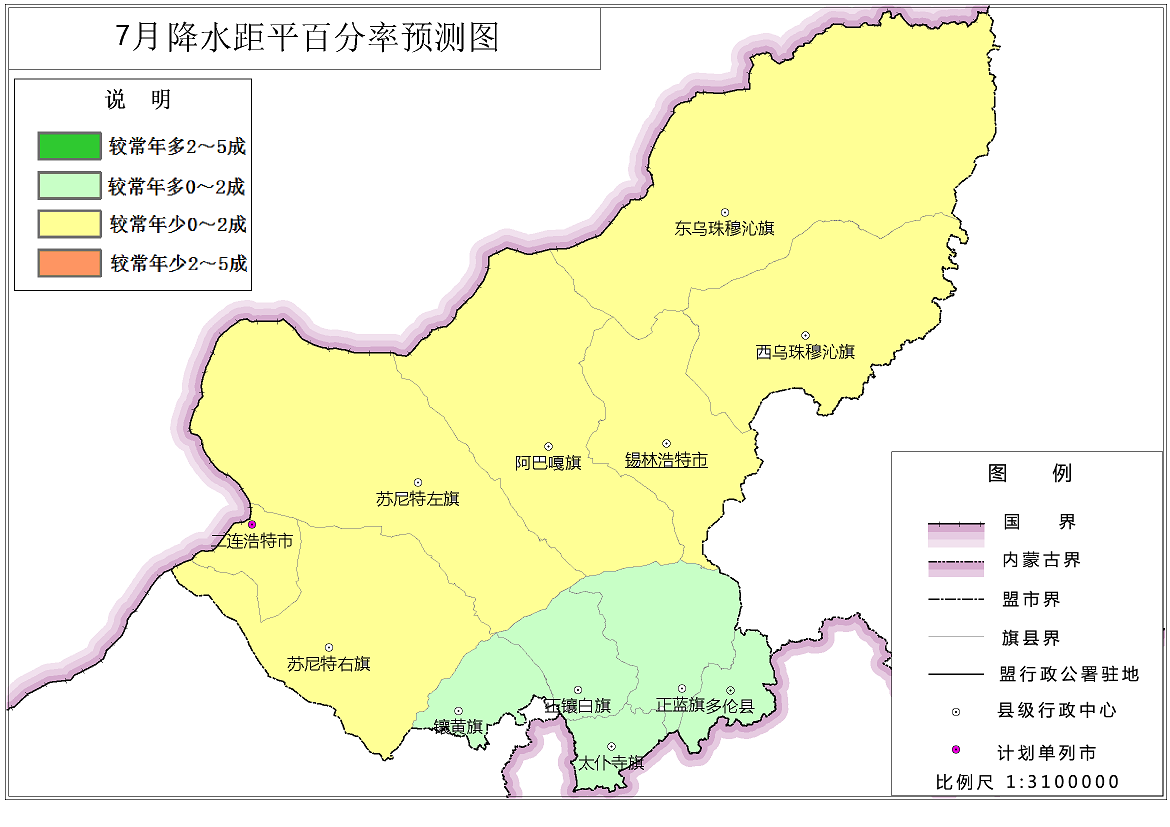 7月降水距平百分率预测图
说 明
较常年多2～5成
较常年多0～2成
较常年少0～2成
较常年少2～5成
东乌珠穆沁旗
西乌珠穆沁旗
阿巴嘎旗
锡林浩特市
苏尼特左旗
二连浩特市
苏尼特右旗
镶黄旗
正镶白旗
正蓝旗
多伦县
太仆寺旗
图 例
国 界
内蒙古界
盟市界
旗县界
盟行政公署驻地
县级行政中心
计划单列市
比例尺 1:3100000